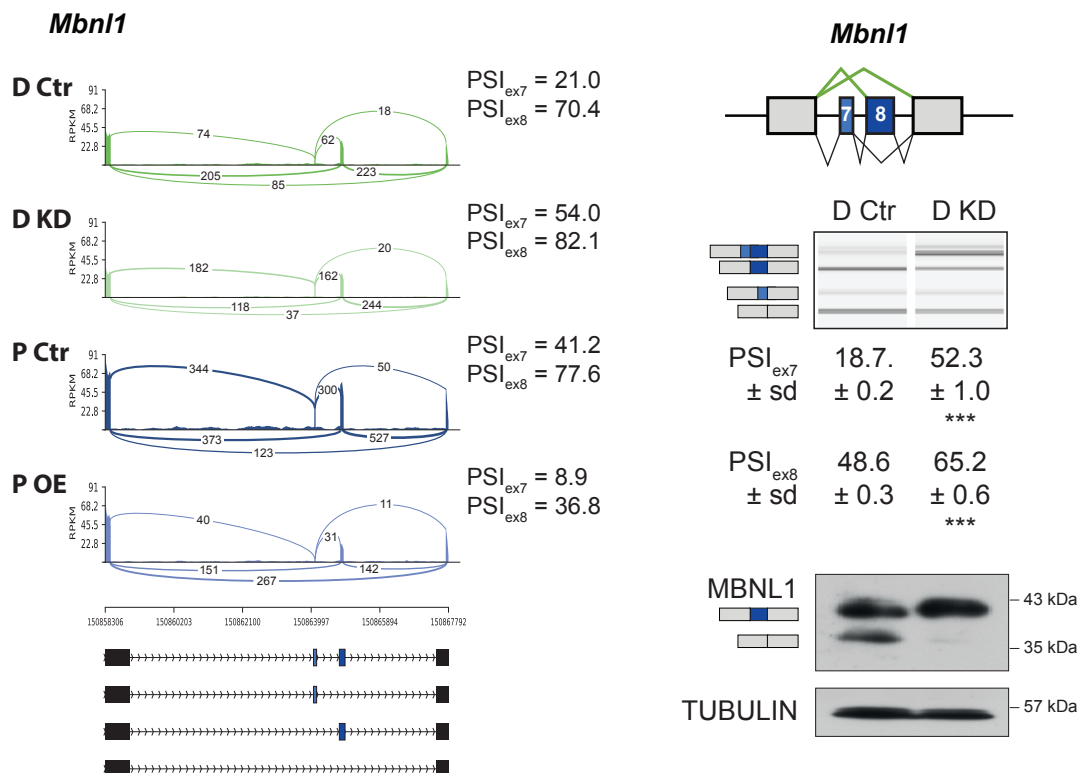 Mbnl1
D Ctr
RPKM
91
68.2
45.5
22.8
74
18
62
205
223
85
PSIex7 = 21.0
PSIex8 = 70.4
D KD
RPKM
91
68.2
45.5
22.8
182
20
162
118
244
37
PSIex7 = 54.0
PSIex8 = 82.1
P Ctr
RPKM
91
68.2
45.5
22.8
344
50
300
373
527
123
PSIex7 = 41.2
PSIex8 = 77.6
P OE
RPKM
91
68.2
45.5
22.8
40
11
31
151
142
267
PSIex7 = 8.9
PSIex8 = 36.8
150858306 150860203 150862100 150863997 150865894 150867792
Mbnl1
7 8
D Ctr D KD
PSIex7 18.7. 52.3
± sd ± 0.2 ± 1.0
***
PSIex8 48.6 65.2
± sd ± 0.3 ± 0.6
***
MBNL1
43 kDa
35 kDa
TUBULIN
57 kDa